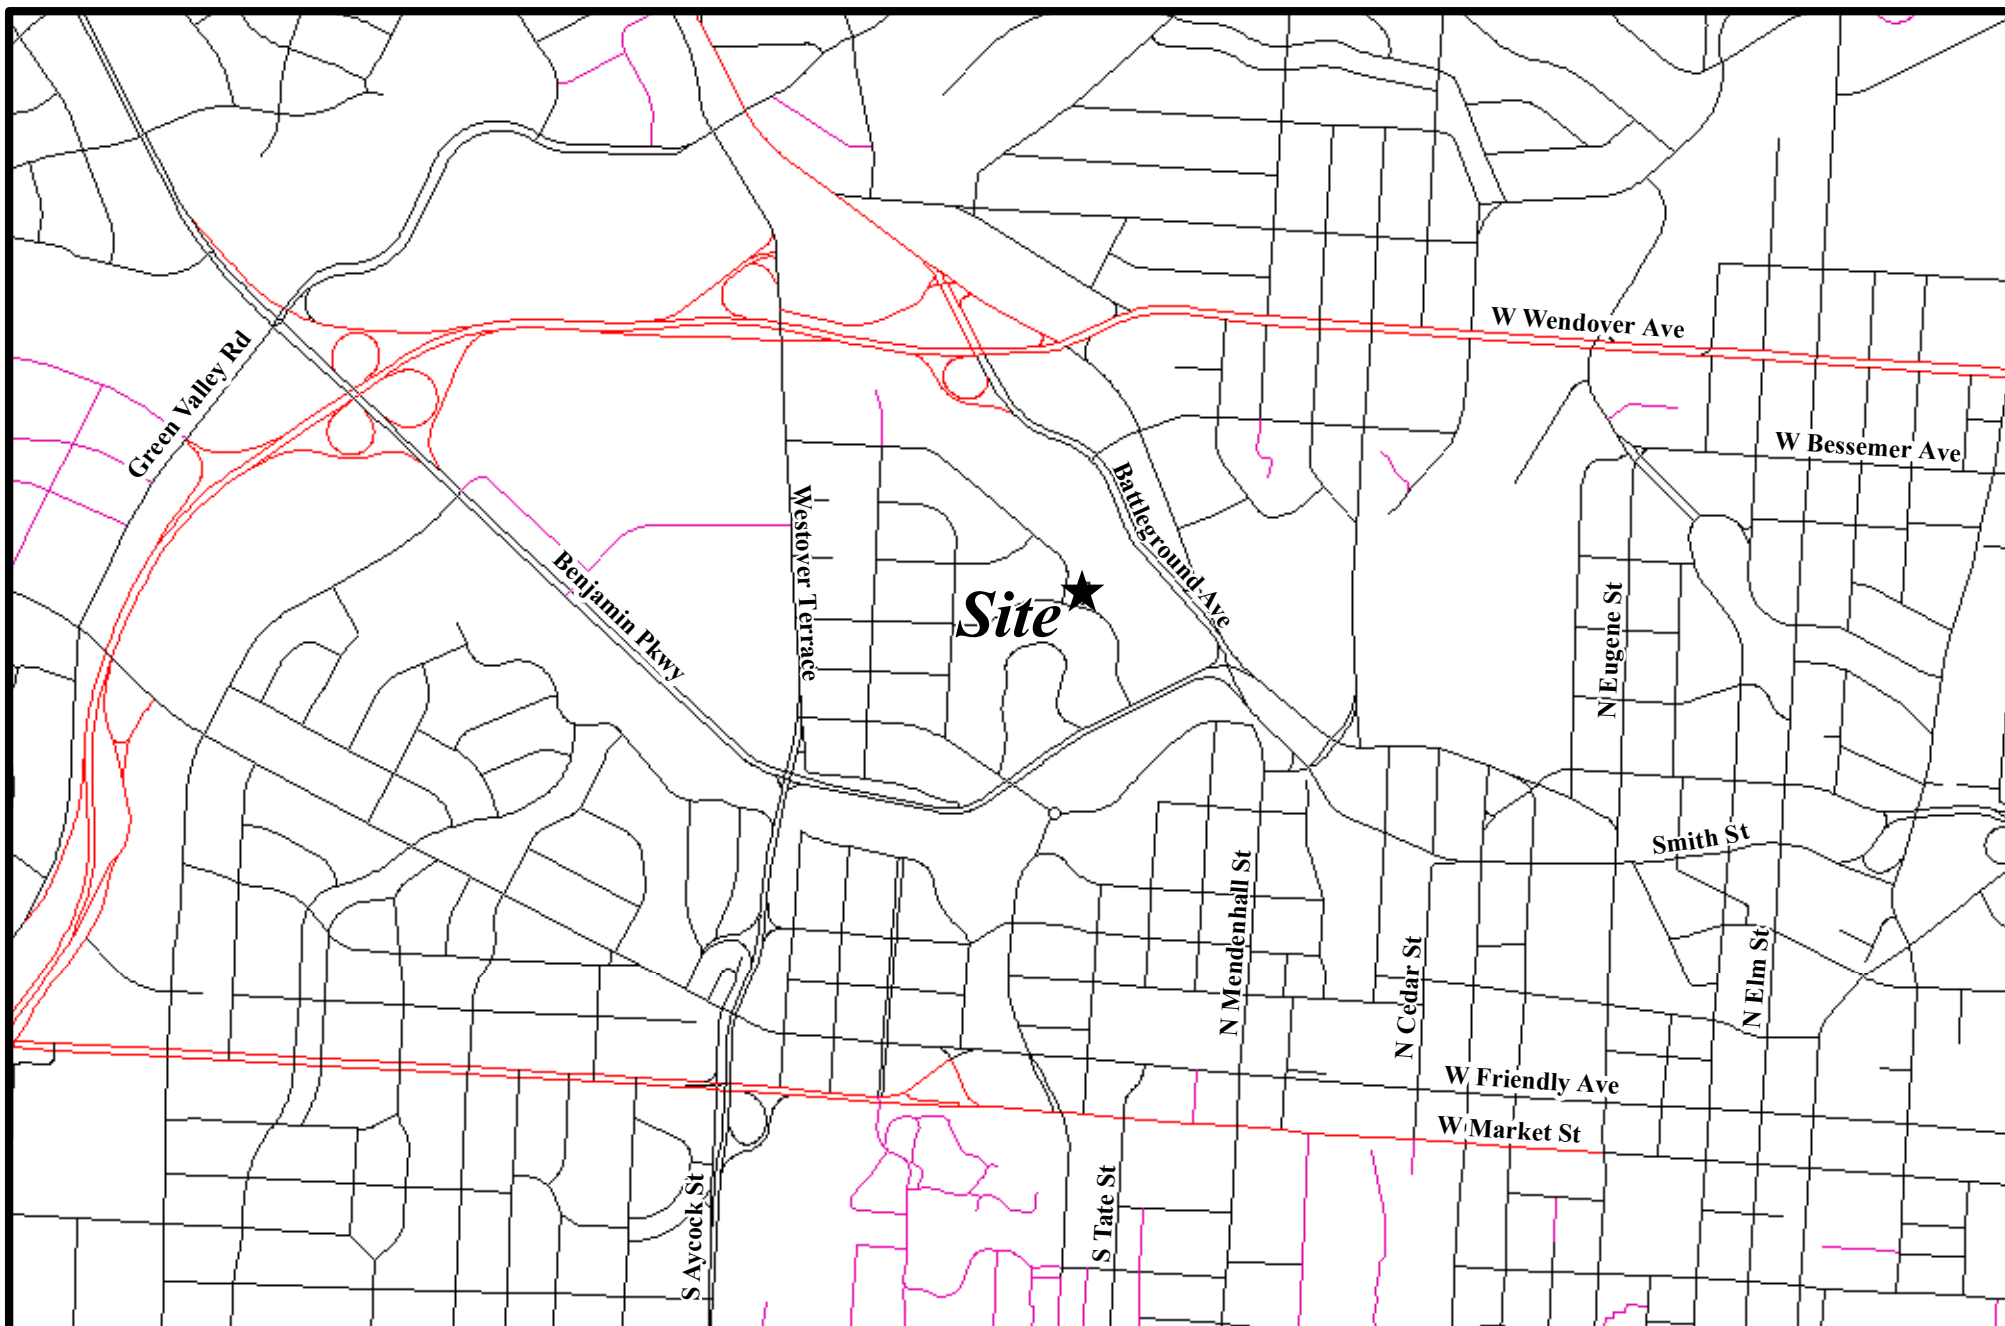 W Wendover Ave
Green Valley Rd
W Bessemer Ave
Battleground Ave
Westover Terrace
Benjamin Pkwy
Site
N Eugene St
Smith St
N Mendenhall St
N Cedar St
N Elm St
W Friendly Ave
W Market St
S Aycock St
S Tate St